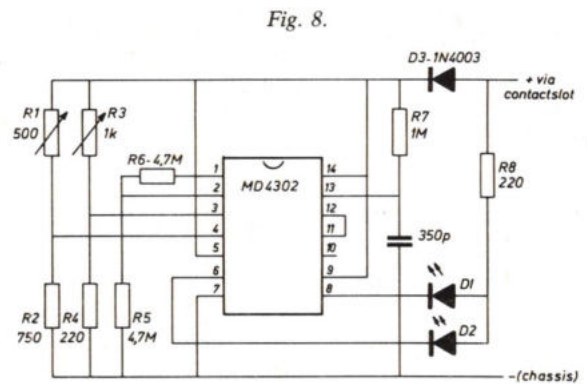 Fig. 8.
D3-1N4003
+ via
contactslot
R1
500
R3
1k
R7
1M
R6-4,7M
R8
220
MD4302
1
2
3
4
5
6
7
14
13
12
11
10
9
8
350p
D1
D2
R2
750
R4
220
R5
4,7M
-(chassis)